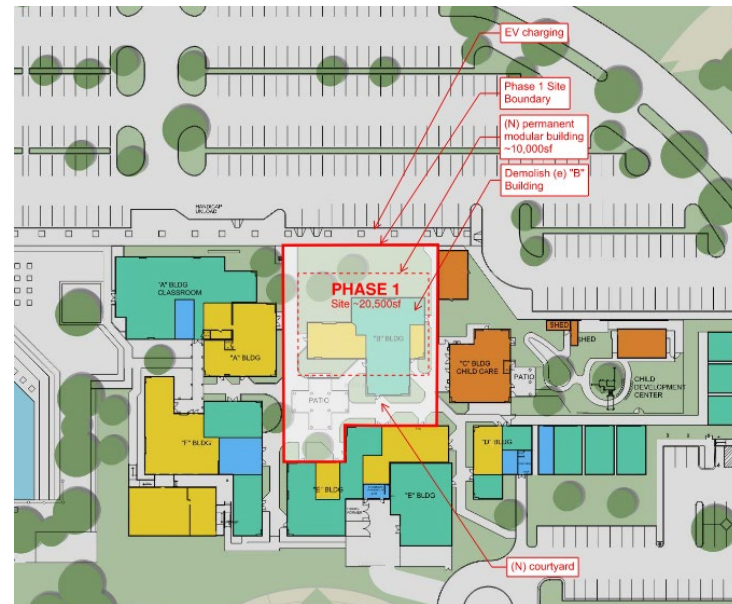 EV charging
Phase 1 Site
Boundary
(N) permanent
modular building
~10,000sf
Demolish (e) "B"
Building
HANDICAP
UNLOAD
PHASE 1
Site ~20,500sf
"A" BLDG
CLASSROOM
"A" BLDG
"B" BLDG
"C" BLDG
CHILD CARE
SHED
SHED
PATIO
CHILD
DEVELOPMENT
CENTER
PATIO
"F" BLDG
"D" BLDG
"E" BLDG
"E" BLDG
(N) courtyard